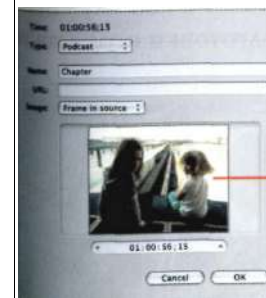 Time: 01:00:56;15
Type: Podcast
Name: Chapter
URL:
Image: Frame in source
01:00:56;15
Cancel OK